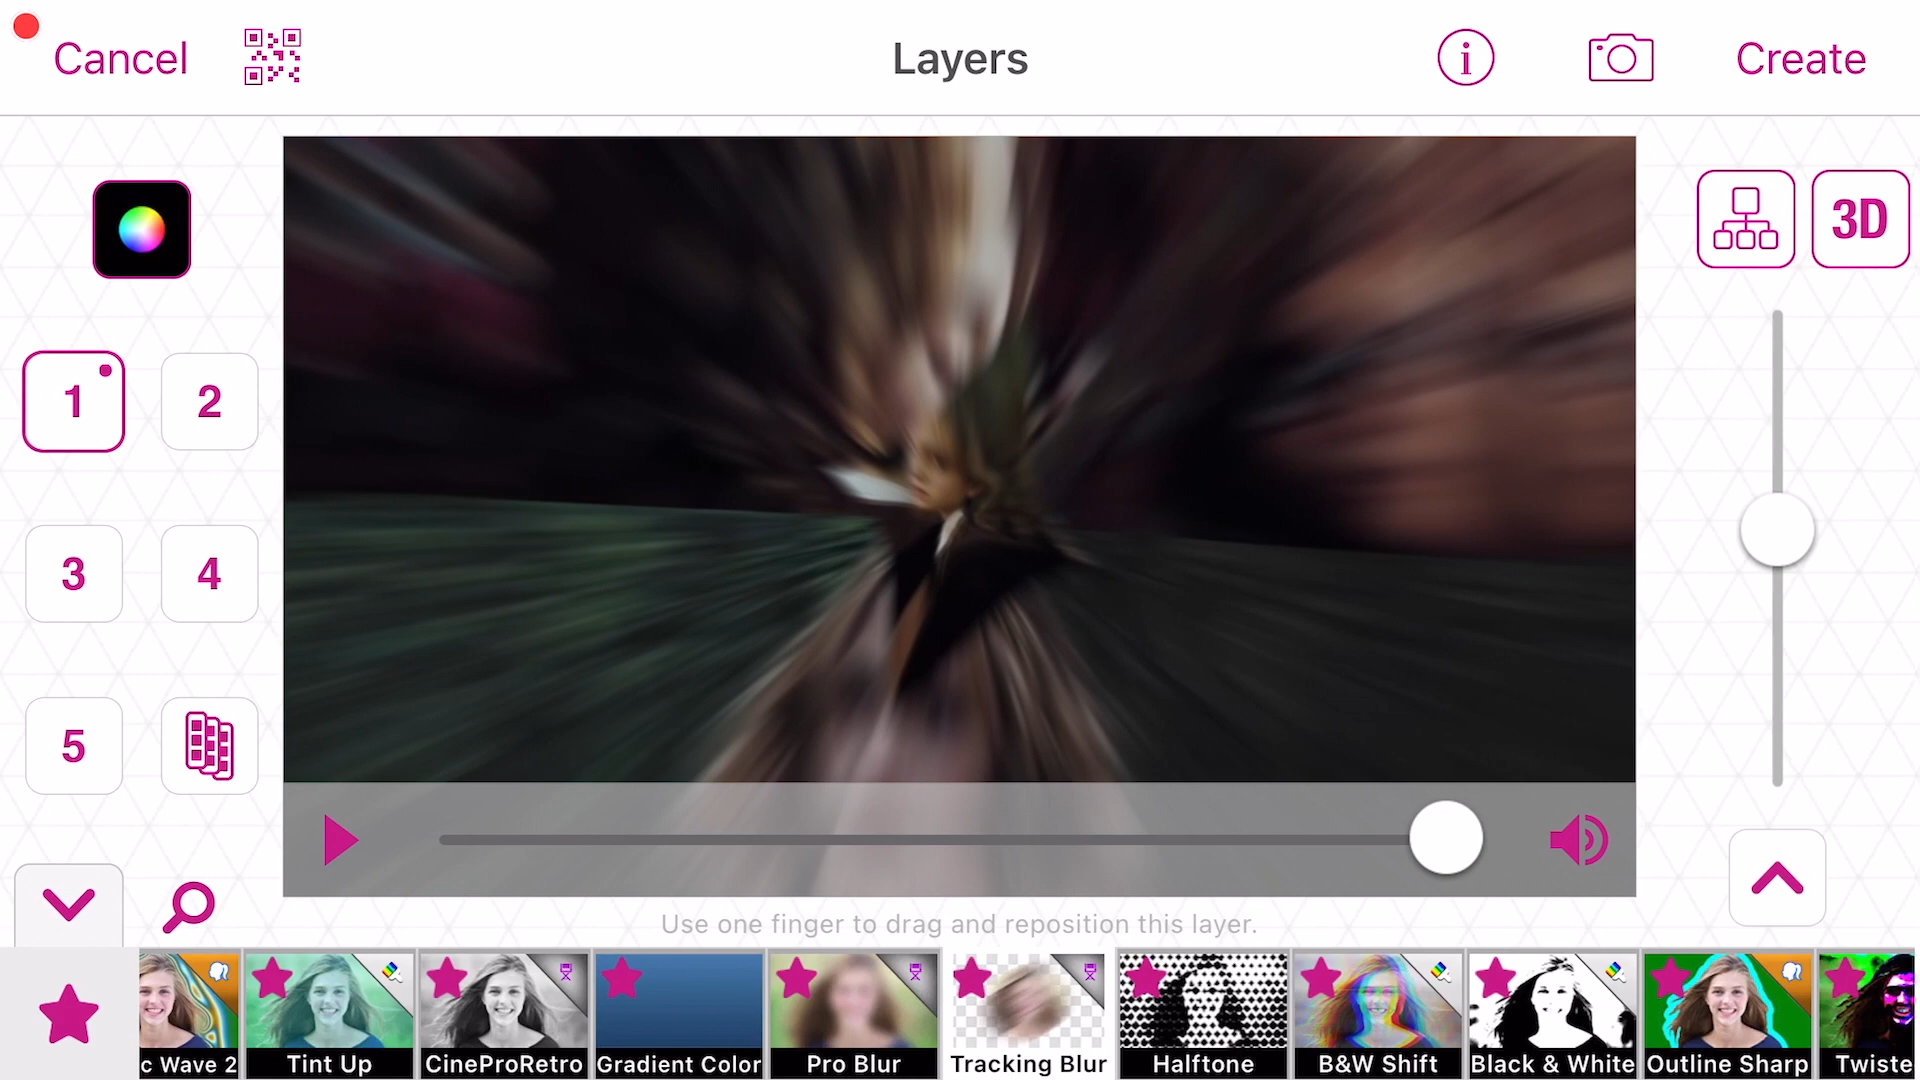 Cancel
Layers
i
Create
3D
1
2
3
4
5
Use one finger to drag and reposition this layer.
c Wave 2
Tint Up
CineProRetro
Gradient Color
Pro Blur
Tracking Blur
Halftone
B&W Shift
Black & White
Outline Sharp
Twiste